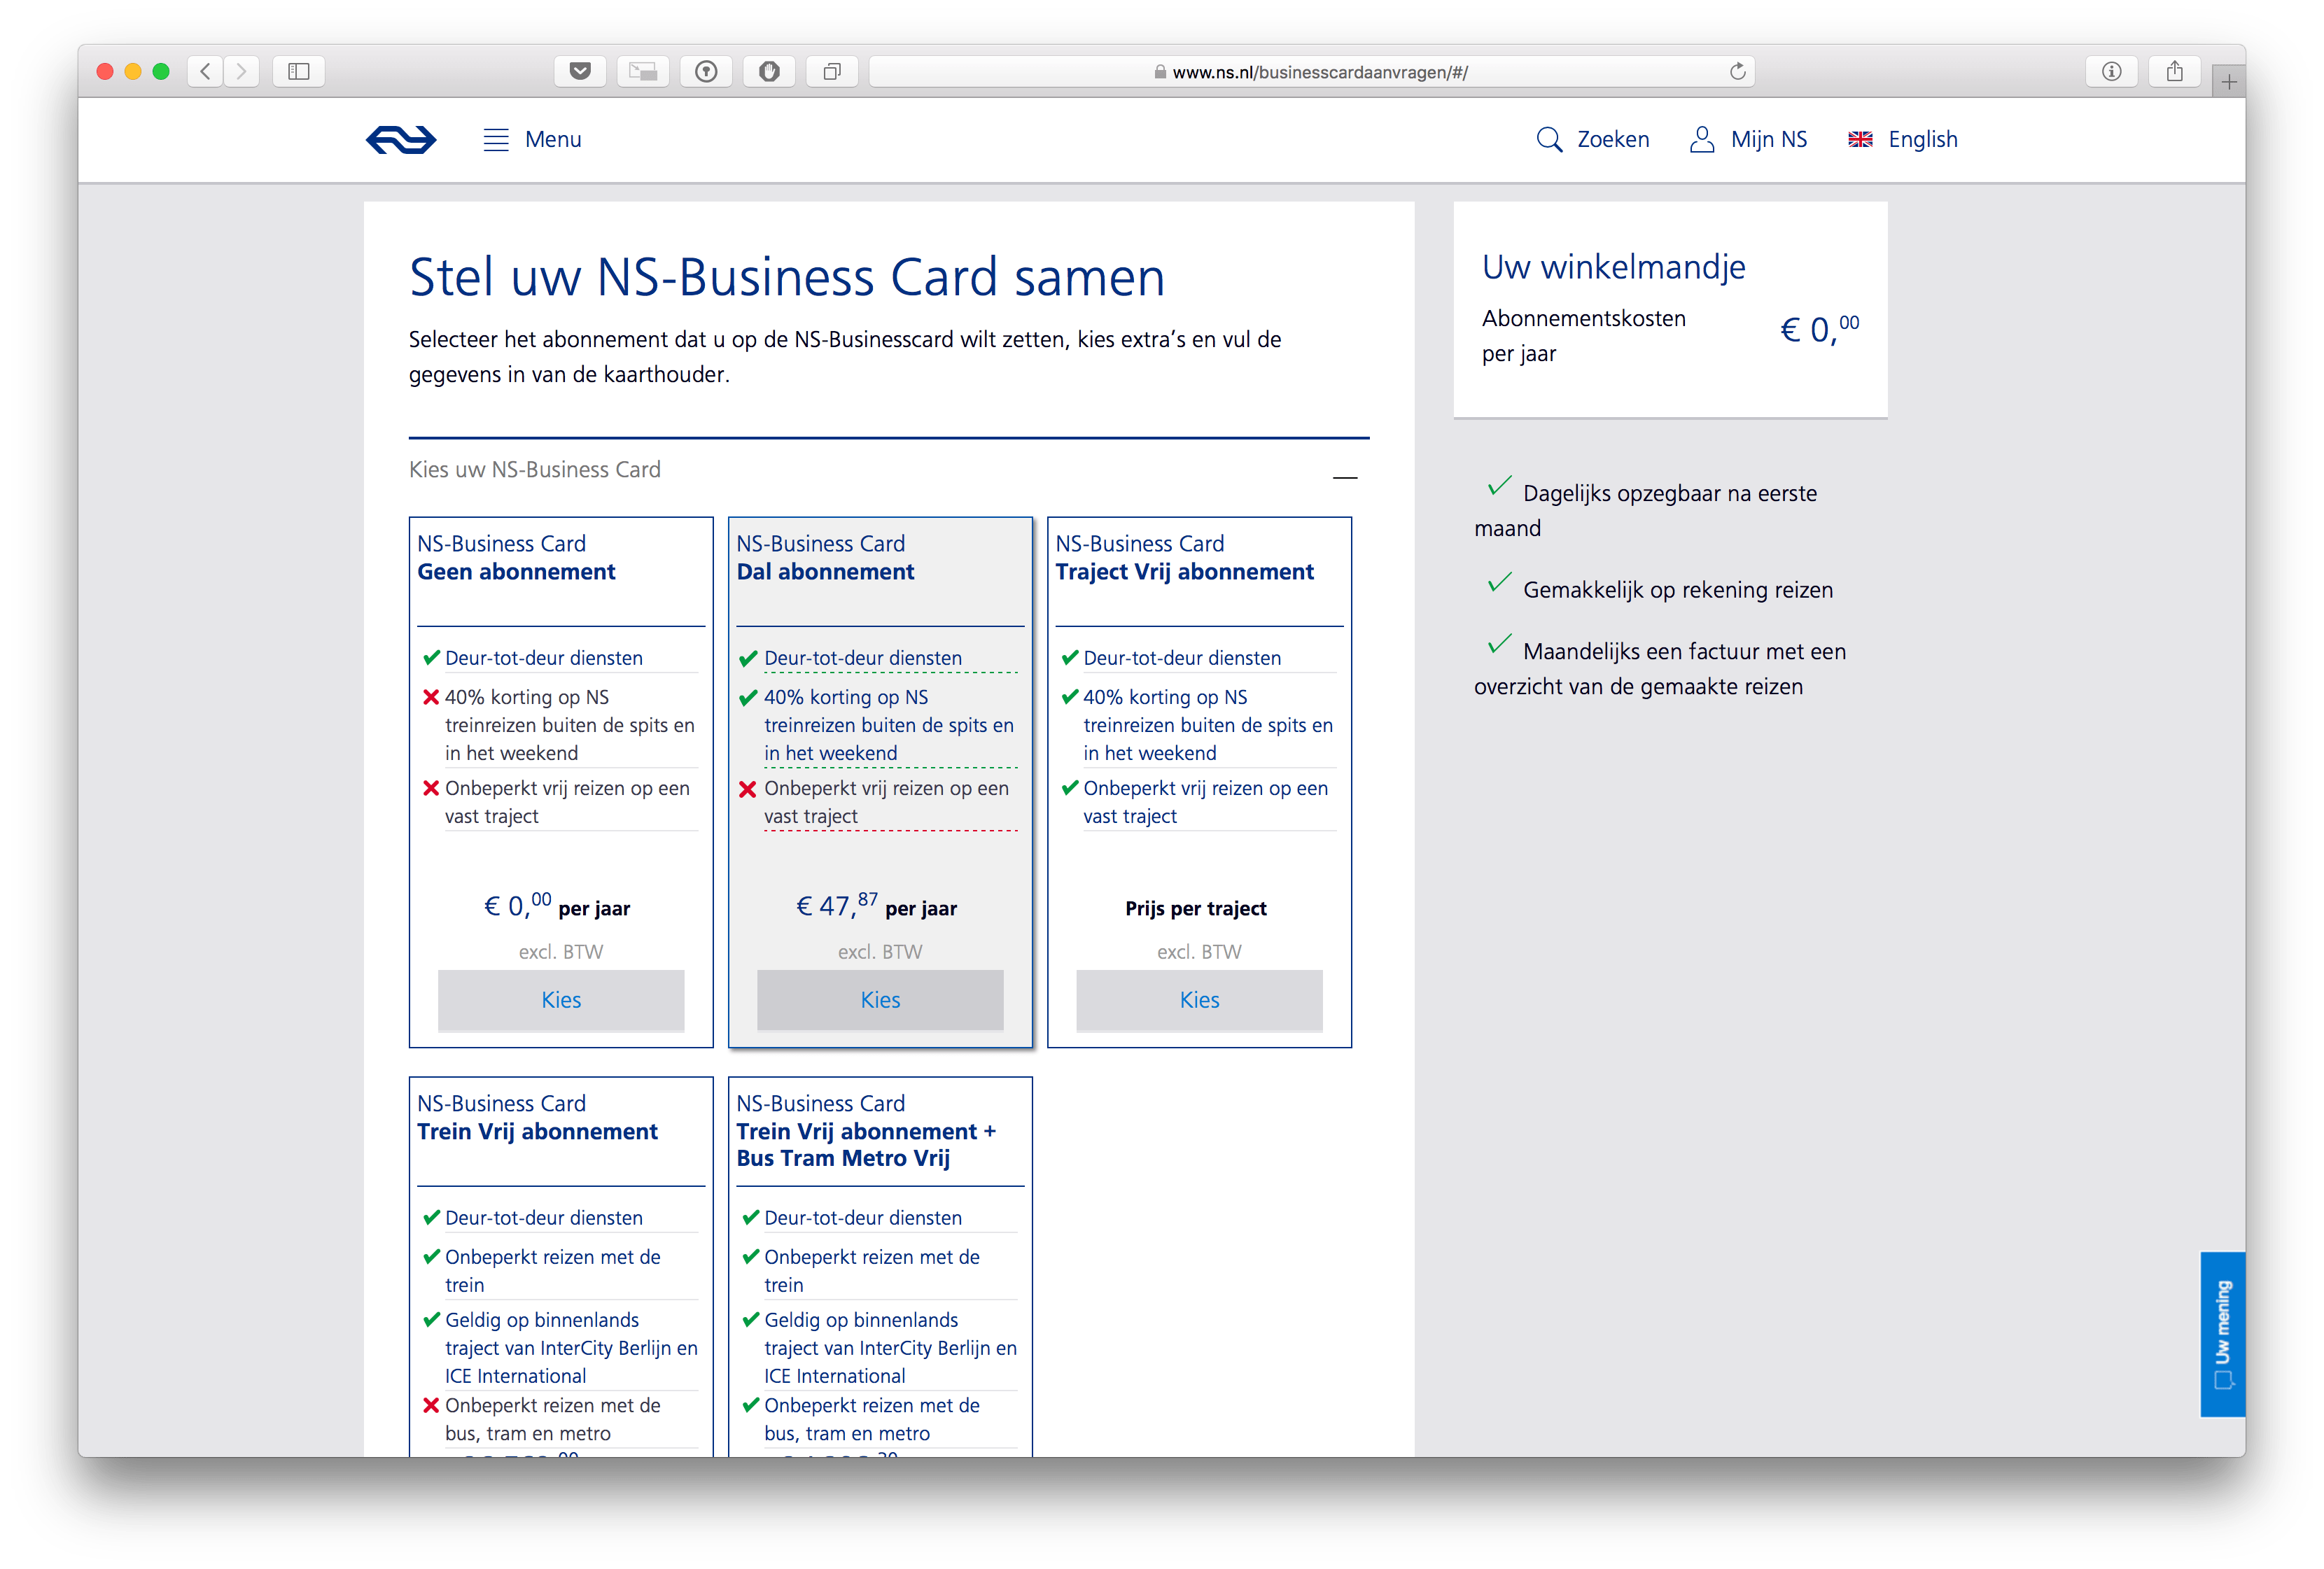 www.ns.nl/businesscardaanvragen/#/
Menu
Zoeken
Mijn NS
English
Stel uw NS-Business Card samen
Selecteer het abonnement dat u op de NS-Businesscard wilt zetten, kies extra's en vul de
gegevens in van de kaarthouder.
Kies uw NS-Business Card
NS-Business Card
Geen abonnement
Deur-tot-deur diensten
40% korting op NS
treinreizen buiten de spits en
in het weekend
Onbeperkt vrij reizen op een
vast traject
€ 0,00 per jaar
excl. BTW
Kies
NS-Business Card
Dal abonnement
Deur-tot-deur diensten
40% korting op NS
treinreizen buiten de spits en
in het weekend
Onbeperkt vrij reizen op een
vast traject
€ 47,87 per jaar
excl. BTW
Kies
NS-Business Card
Traject Vrij abonnement
Deur-tot-deur diensten
40% korting op NS
treinreizen buiten de spits en
in het weekend
Onbeperkt vrij reizen op een
vast traject
Prijs per traject
excl. BTW
Kies
NS-Business Card
Trein Vrij abonnement
Deur-tot-deur diensten
Onbeperkt reizen met de
trein
Geldig op binnenlands
traject van InterCity Berlijn en
ICE International
Onbeperkt reizen met de
bus, tram en metro
NS-Business Card
Trein Vrij abonnement +
Bus Tram Metro Vrij
Deur-tot-deur diensten
Onbeperkt reizen met de
trein
Geldig op binnenlands
traject van InterCity Berlijn en
ICE International
Onbeperkt reizen met de
bus, tram en metro
Uw winkelmandje
Abonnementskosten
per jaar
€ 0,00
Dagelijks opzegbaar na eerste
maand
Gemakkelijk op rekening reizen
Maandelijks een factuur met een
overzicht van de gemaakte reizen
Uw mening